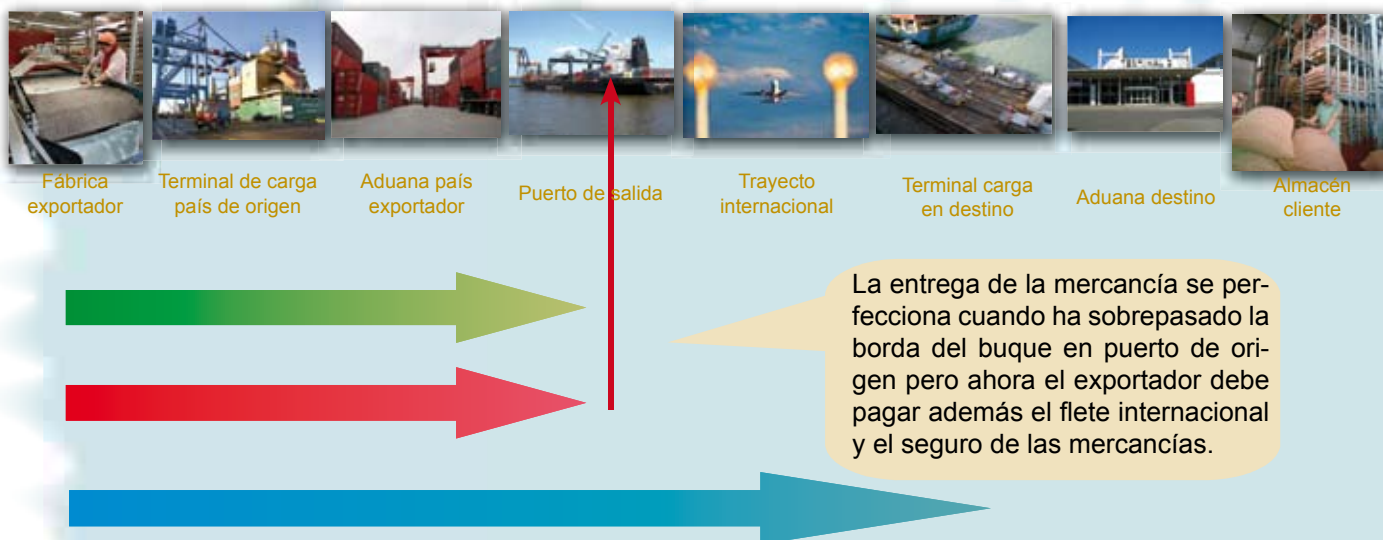 Fábrica
exportador
Terminal de carga
país de origen
Aduana país
exportador
Puerto de salida
Trayecto
internacional
Terminal carga
en destino
Aduana destino
Almacén
cliente
La entrega de la mercancía se per-
fecciona cuando ha sobrepasado la
borda del buque en puerto de ori-
gen pero ahora el exportador debe
pagar además el flete internacional
y el seguro de las mercancías.